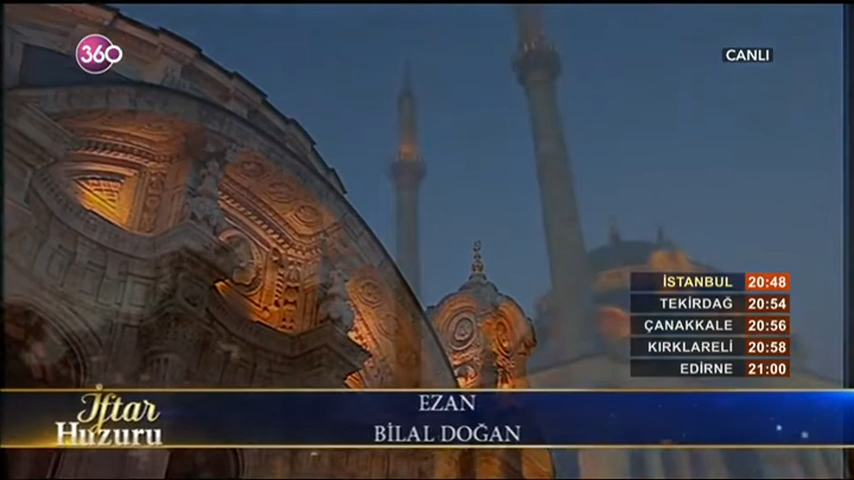 360
CANLI
İSTANBUL 20:48
TEKİRDAĞ 20:54
ÇANAKKALE 20:56
KIRKLARELİ 20:58
EDİRNE 21:00
İftar
Huzuru
EZAN
BİLAL DOĞAN